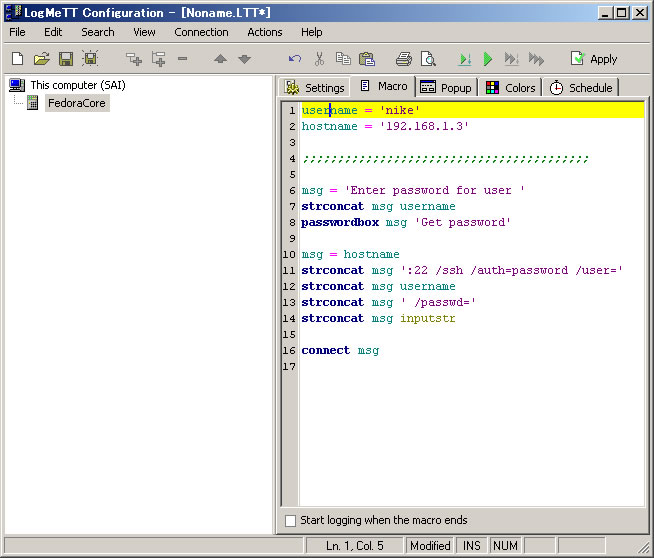 LogMeTT Configuration - [Noname.LTT*]
File Edit Search View Connection Actions Help
Apply
This computer (SAI)
FedoraCore
Settings Macro Popup Colors Schedule
1 username = 'nike'
2 hostname = '192.168.1.3'
3
4 ;;;;;;;;;;;;;;;;;;;;;;;;;;;;;;;;;;;;;;;;;
5
6 msg = 'Enter password for user '
7 strconcat msg username
8 passwordbox msg 'Get password'
9
10 msg = hostname
11 strconcat msg ':22 /ssh /auth=password /user='
12 strconcat msg username
13 strconcat msg ' /passwd='
14 strconcat msg inputstr
15
16 connect msg
17
Start logging when the macro ends
Ln. 1, Col. 5 Modified INS NUM